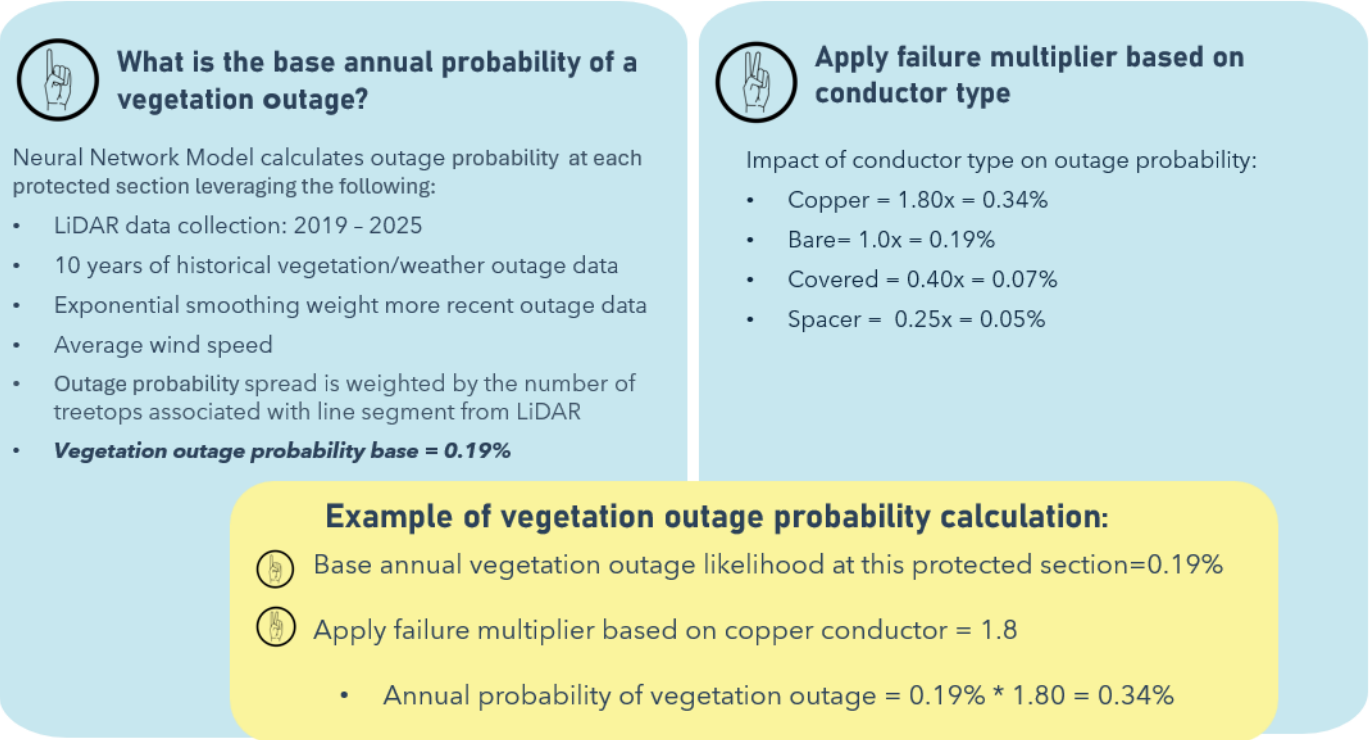 What is the base annual probability of a
vegetation outage?
Neural Network Model calculates outage probability at each
protected section leveraging the following:
• LiDAR data collection: 2019 – 2025
• 10 years of historical vegetation/weather outage data
• Exponential smoothing weight more recent outage data
• Average wind speed
• Outage probability spread is weighted by the number of
treetops associated with line segment from LiDAR
• Vegetation outage probability base = 0.19%
Apply failure multiplier based on
conductor type
Impact of conductor type on outage probability:
• Copper = 1.80x = 0.34%
• Bare= 1.0x = 0.19%
• Covered = 0.40x = 0.07%
• Spacer =  0.25x = 0.05%
Example of vegetation outage probability calculation:
Base annual vegetation outage likelihood at this protected section=0.19%
Apply failure multiplier based on copper conductor = 1.8
• Annual probability of vegetation outage = 0.19% * 1.80 = 0.34%